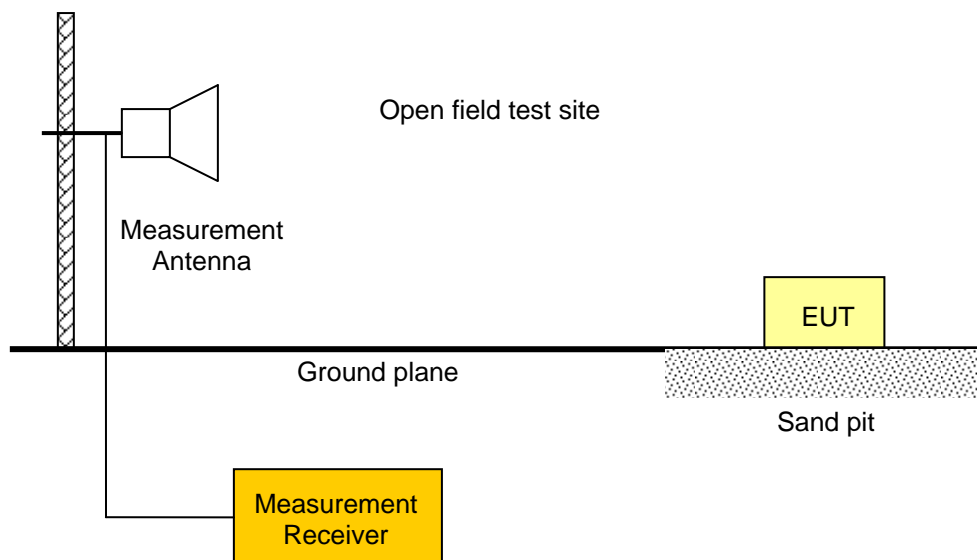 Open field test site
Measurement
Antenna
EUT
Ground plane
Sand pit
Measurement
Receiver